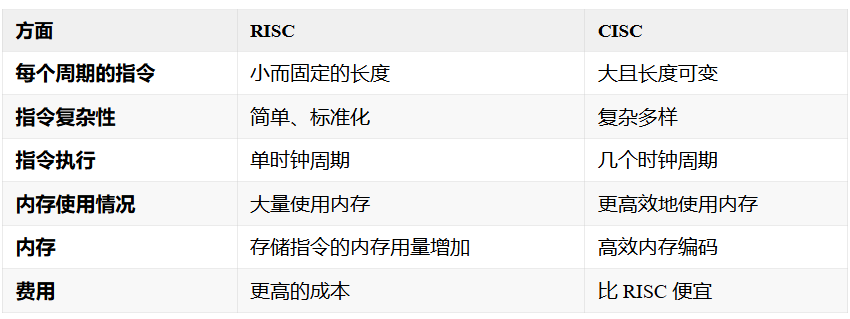 方面 RISC CISC
每个周期的指令 小而固定的长度 大且长度可变
指令复杂性 简单、标准化 复杂多样
指令执行 单时钟周期 几个时钟周期
内存使用情况 大量使用内存 更高效地使用内存
内存 存储指令的内存用量增加 高效内存编码
费用 更高的成本 比 RISC 便宜